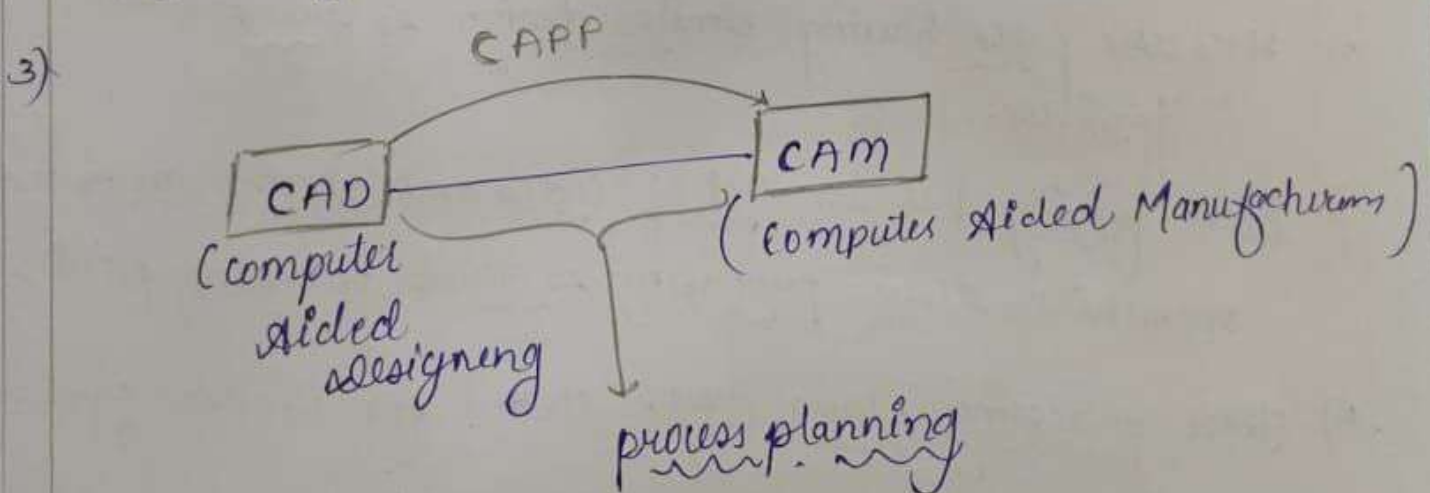 3)
CAPP
CAD
CAM
(computer
Aided
Designing
(Computer Aided Manufacturing)
process planning